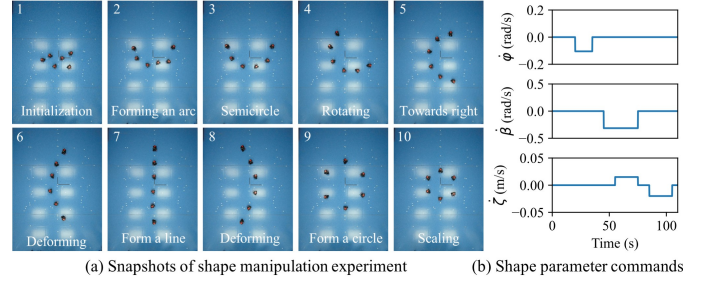 1 2 3 4 5
Initialization Forming an arc Semicircle Rotating Towards right
6 7 8 9 10
Deforming Form a line Deforming Form a circle Scaling
(a) Snapshots of shape manipulation experiment
0.2
0.0
−0.2
φ̇ (rad/s)
0.5
0.0
−0.5
β̇ (rad/s)
0.05
0.00
−0.05
ζ̇ (m/s)
0 50 100
Time (s)
(b) Shape parameter commands